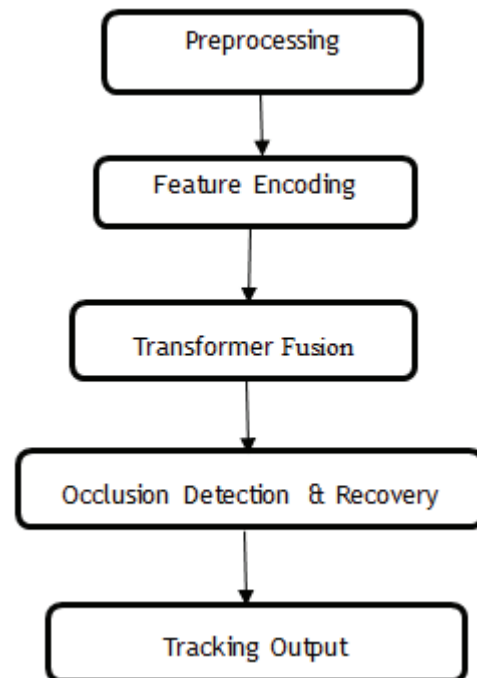 Preprocessing
Feature Encoding
Transformer Fusion
Occlusion Detection & Recovery
Tracking Output